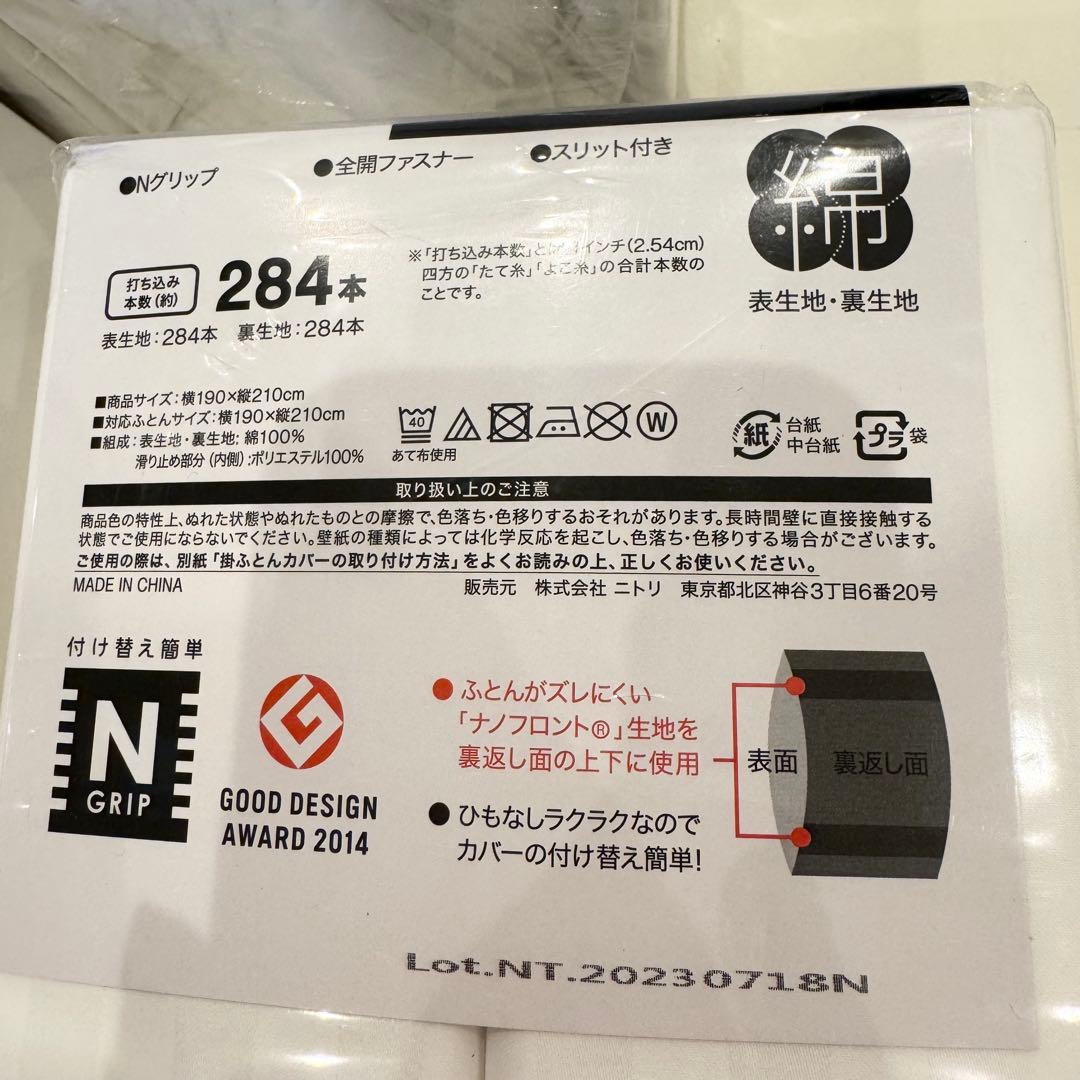 ●Nグリップ ●全開ファスナー ●スリット付き
綿
表生地・裏生地
打ち込み
本数(約)
284本
表生地:284本 裏生地:284本
※「打ち込み本数」とは、1インチ(2.54cm)
四方の「たて糸」「よこ糸」の合計本数の
ことです。
■商品サイズ:横190×縦210cm
■対応ふとんサイズ:横190×縦210cm
■組成:表生地・裏生地:綿100%
滑り止め部分(内側):ポリエステル100%
40
W
あて布使用
紙
台紙
中台紙
プラ
袋
取り扱い上のご注意
商品色の特性上、ぬれた状態やぬれたものとの摩擦で、色落ち・色移りするおそれがあります。長時間壁に直接接触する
状態でご使用にならないでください。壁紙の種類によっては化学反応を起こし、色落ち・色移りする場合がございます。
ご使用の際は、別紙「掛ふとんカバーの取り付け方法」をよくお読みの上、正しくお使いください。
MADE IN CHINA 販売元 株式会社 ニトリ 東京都北区神谷3丁目6番20号
付け替え簡単
N
GRIP
G
GOOD DESIGN
AWARD 2014
●ふとんがズレにくい
「ナノフロント®」生地を
裏返し面の上下に使用
●ひもなしラクラクなので
カバーの付け替え簡単!
表面
裏返し面
Lot.NT.20230718N